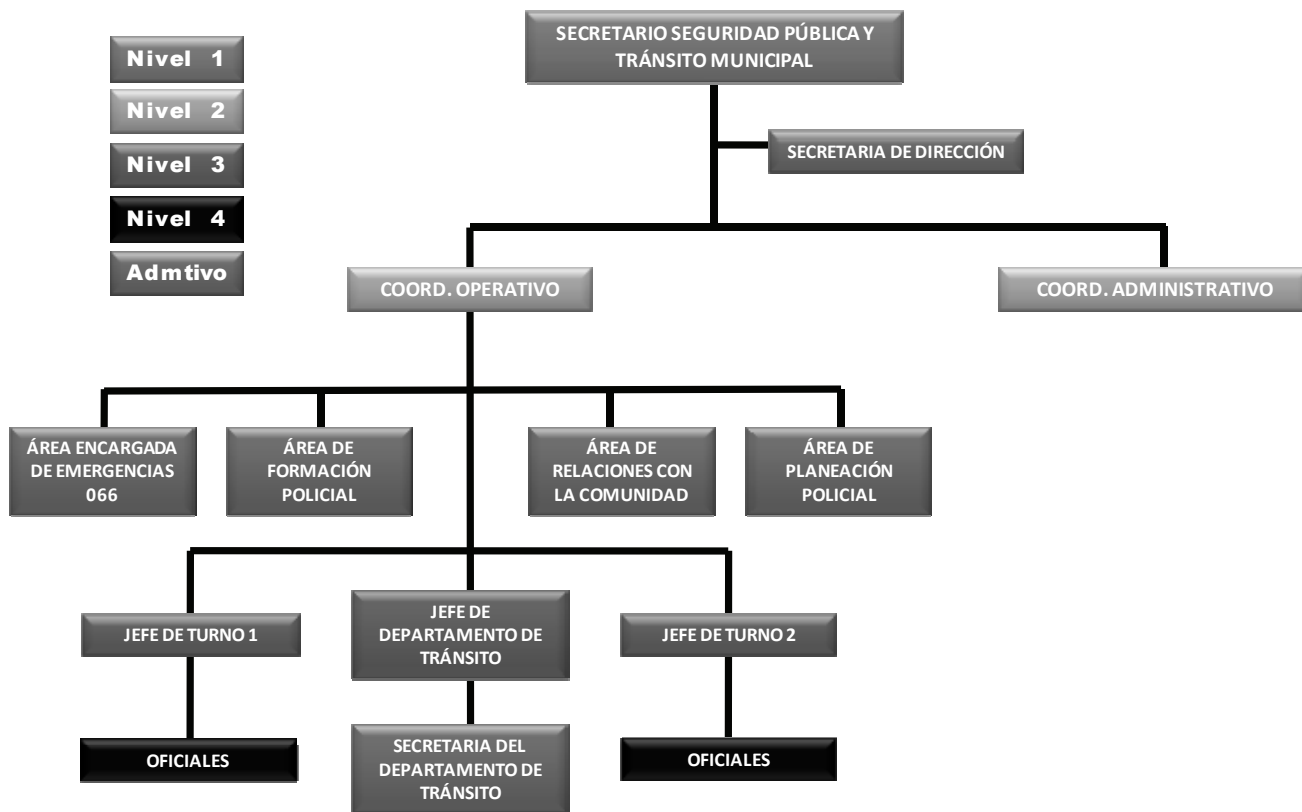 Nivel 1
Nivel 2
Nivel 3
Nivel 4
Admtivo
SECRETARIO SEGURIDAD PÚBLICA Y
TRÁNSITO MUNICIPAL
SECRETARIA DE DIRECCIÓN
COORD. OPERATIVO
COORD. ADMINISTRATIVO
ÁREA ENCARGADA
DE EMERGENCIAS
066
ÁREA DE
FORMACIÓN
POLICIAL
ÁREA DE
RELACIONES CON
LA COMUNIDAD
ÁREA DE
PLANEACIÓN
POLICIAL
JEFE DE TURNO 1
JEFE DE
DEPARTAMENTO DE
TRÁNSITO
JEFE DE TURNO 2
OFICIALES
SECRETARIA DEL
DEPARTAMENTO DE
TRÁNSITO
OFICIALES